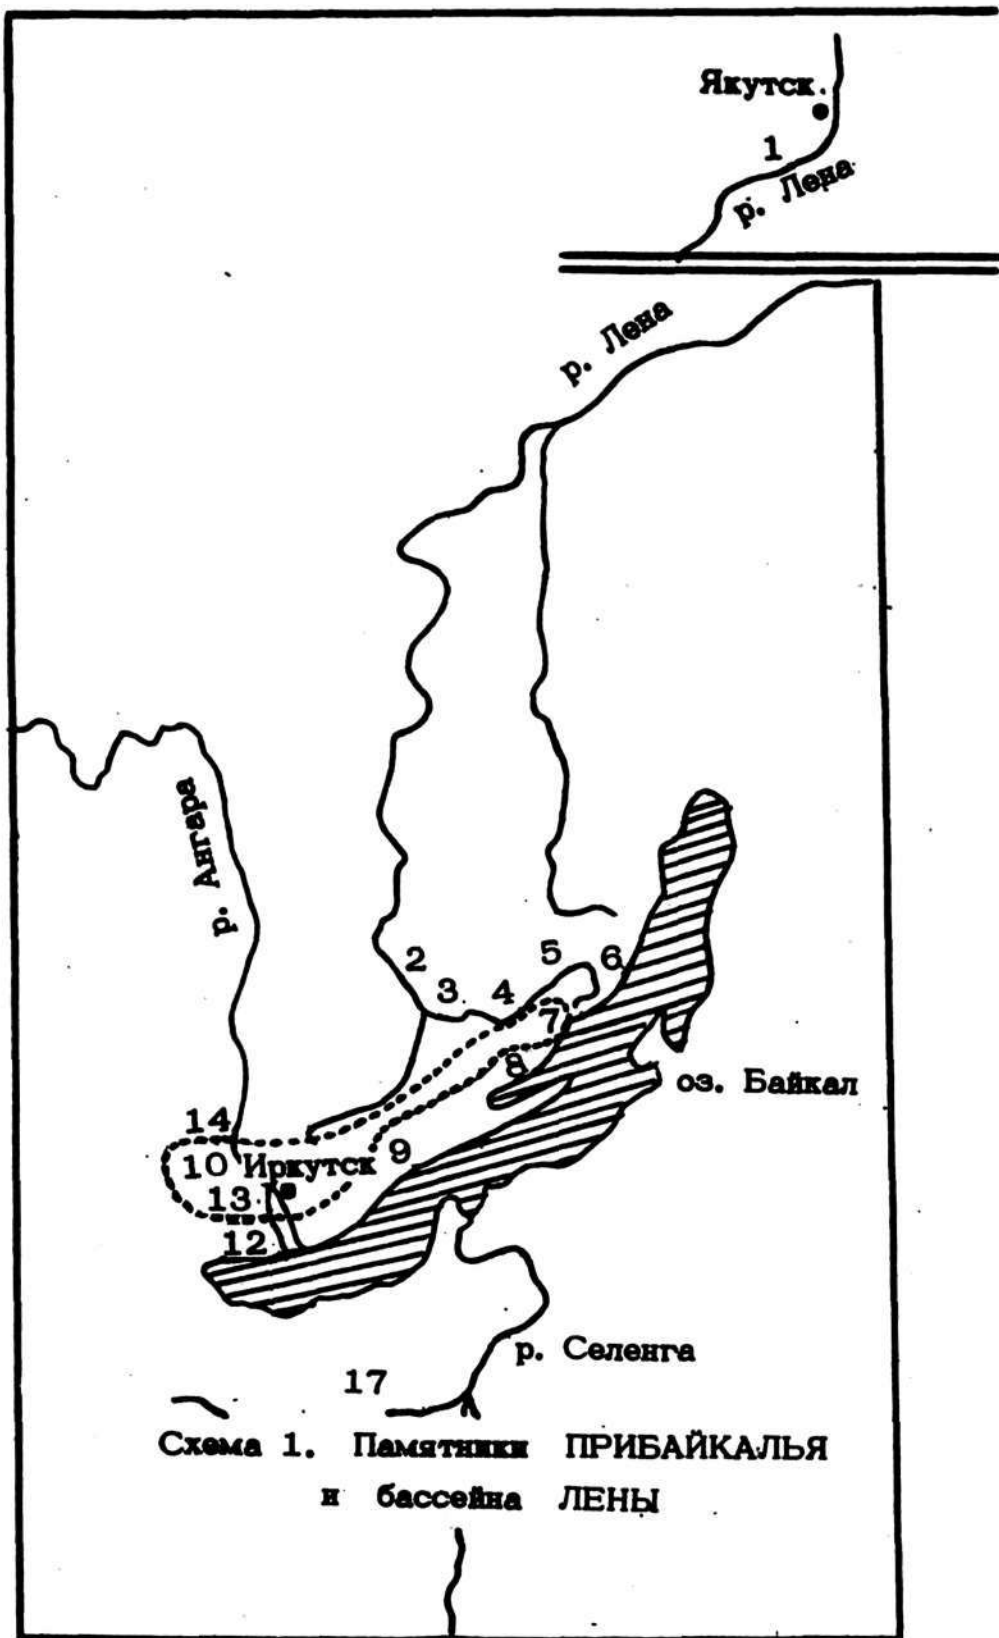 Якутск.
1
р. Лена
р. Лена
р. Ангара
2
3
4
5
6
7
8
оз. Байкал
14
10 Иркутск 9
13
12
р. Селенга
17
Схема 1. Памятники ПРИБАЙКАЛЬЯ
и бассейна ЛЕНЫ